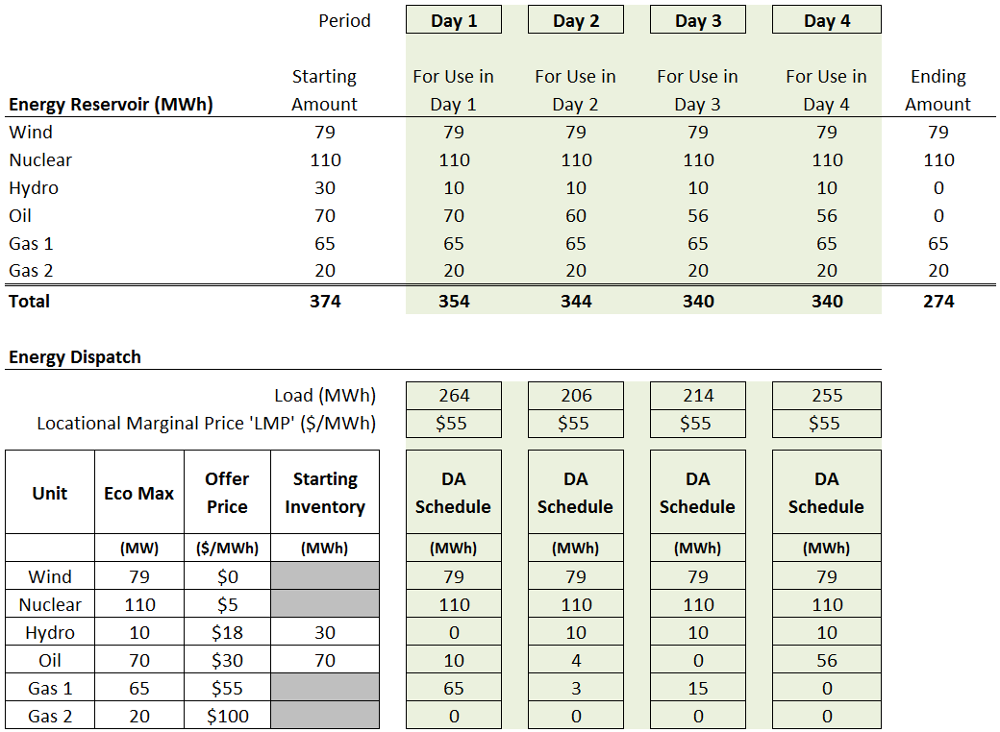 Period Day 1 Day 2 Day 3 Day 4
Starting For Use in For Use in For Use in For Use in Ending
Energy Reservoir (MWh) Amount Day 1 Day 2 Day 3 Day 4 Amount
Wind 79 79 79 79 79 79
Nuclear 110 110 110 110 110 110
Hydro 30 10 10 10 10 0
Oil 70 70 60 56 56 0
Gas 1 65 65 65 65 65 65
Gas 2 20 20 20 20 20 20
Total 374 354 344 340 340 274
Energy Dispatch
Load (MWh) 264 206 214 255
Locational Marginal Price 'LMP' ($/MWh) $55 $55 $55 $55
Unit Eco Max Offer Price Starting Inventory DA Schedule DA Schedule DA Schedule DA Schedule
(MW) ($/MWh) (MWh) (MWh) (MWh) (MWh) (MWh)
Wind 79 $0 79 79 79 79
Nuclear 110 $5 110 110 110 110
Hydro 10 $18 30 0 10 10 10
Oil 70 $30 70 10 4 0 56
Gas 1 65 $55 65 3 15 0
Gas 2 20 $100 0 0 0 0